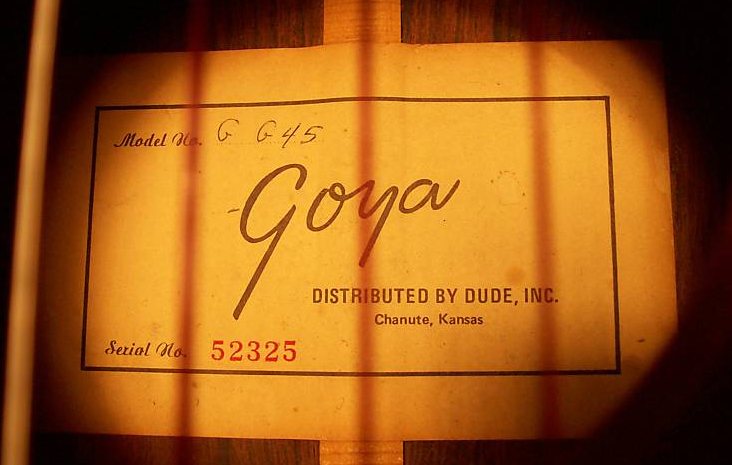 Model No. G G45
Goya
DISTRIBUTED BY DUDE, INC.
Chanute, Kansas
Serial No. 52325